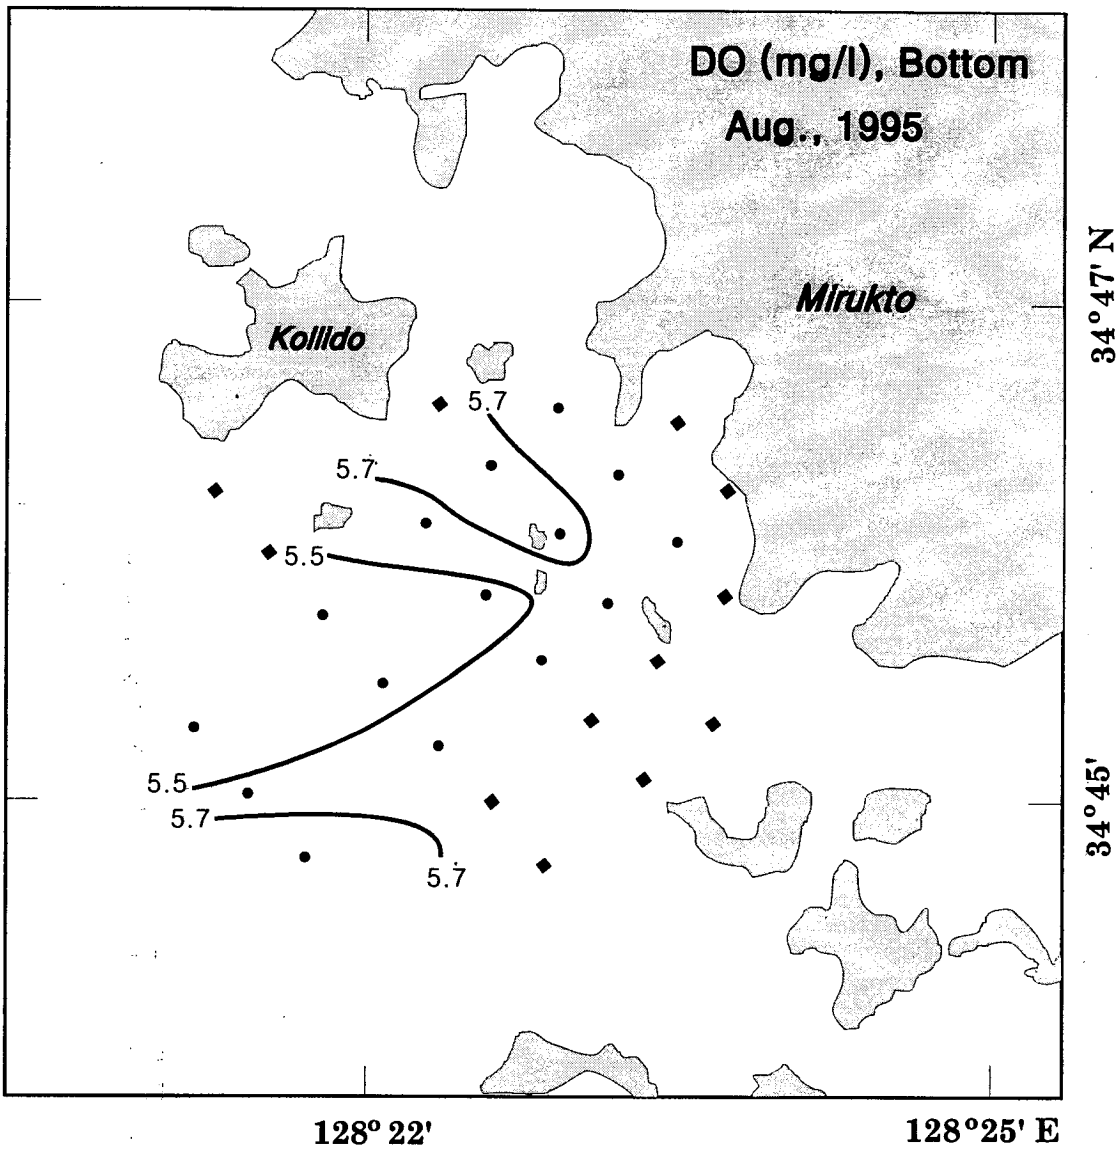 DO (mg/l), Bottom
Aug., 1995
34°47' N
Mirukto
Kollido
5.7
5.7
5.5
5.5
5.7
5.7
34°45'
128°22'
128°25' E